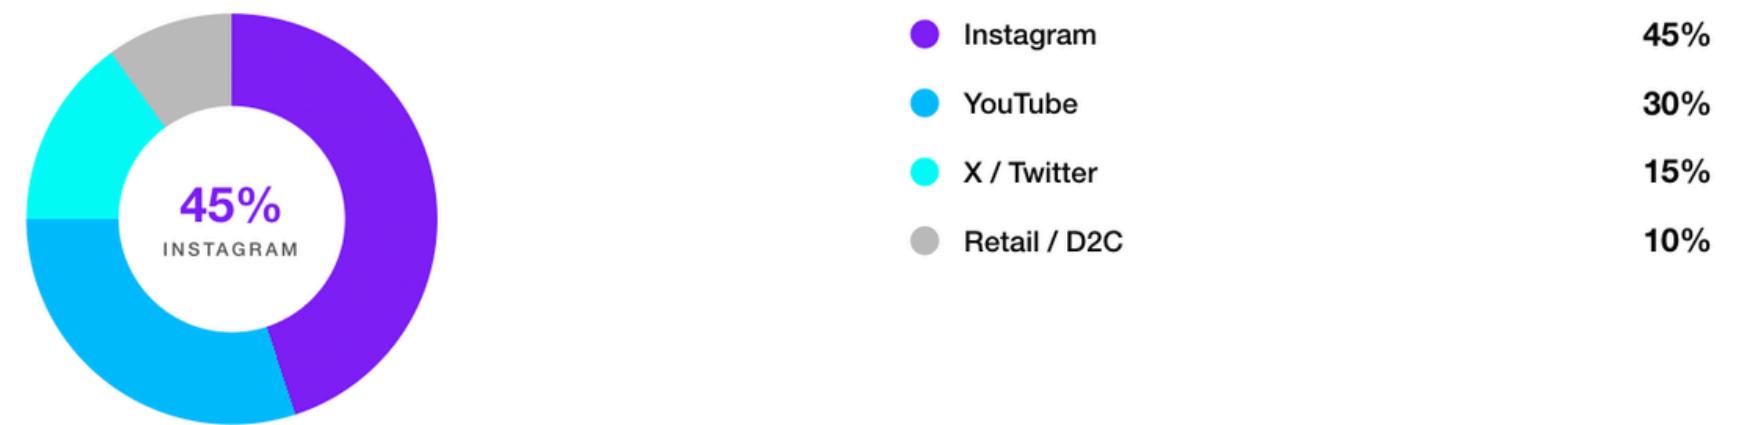 45%
INSTAGRAM
Instagram 45%
YouTube 30%
X / Twitter 15%
Retail / D2C 10%